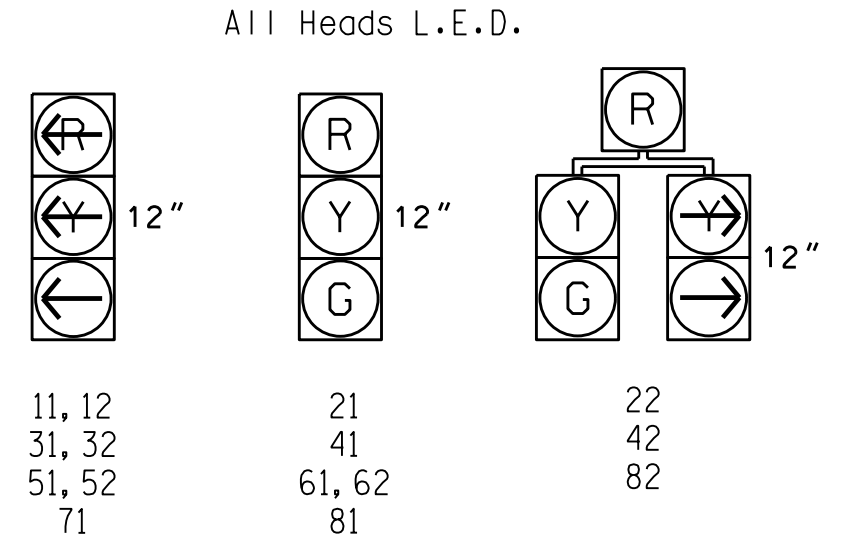 All Heads L.E.D.
R
Y
12"
R
Y
G
12"
R
Y
Y
G
12"
11, 12
31, 32
51, 52
71
21
41
61, 62
81
22
42
82